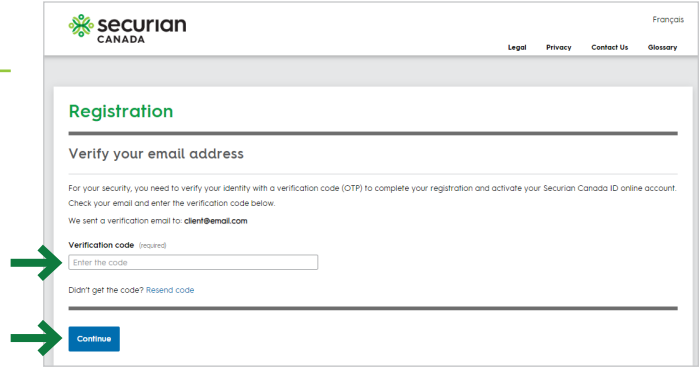 securian
CANADA
Français
Legal Privacy Contact Us Glossary
Registration
Verify your email address
For your security, you need to verify your identity with a verification code (OTP) to complete your registration and activate your Securian Canada ID online account.
Check your email and enter the verification code below.
We sent a verification email to: client@email.com
Verification code (required)
Enter the code
Didn't get the code? Resend code
Continue